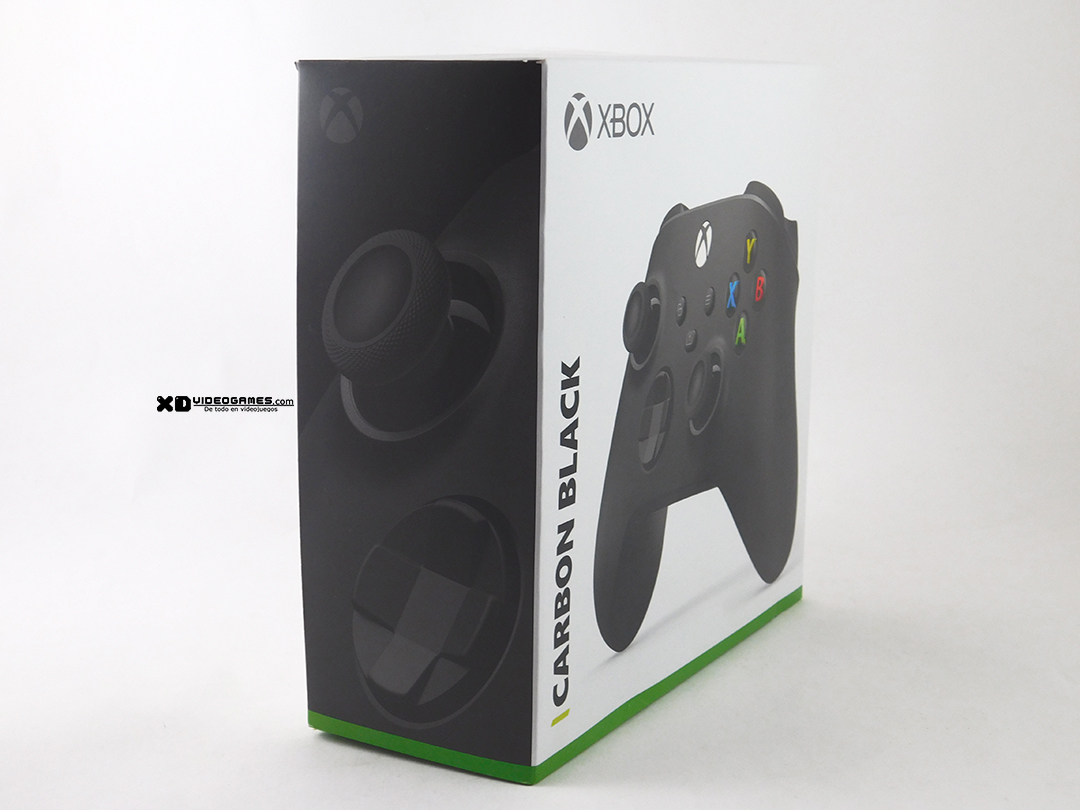 XBOX
Y
X
B
A
CARBON BLACK
XDVIDEOGAMES.com
De todo en videojuegos